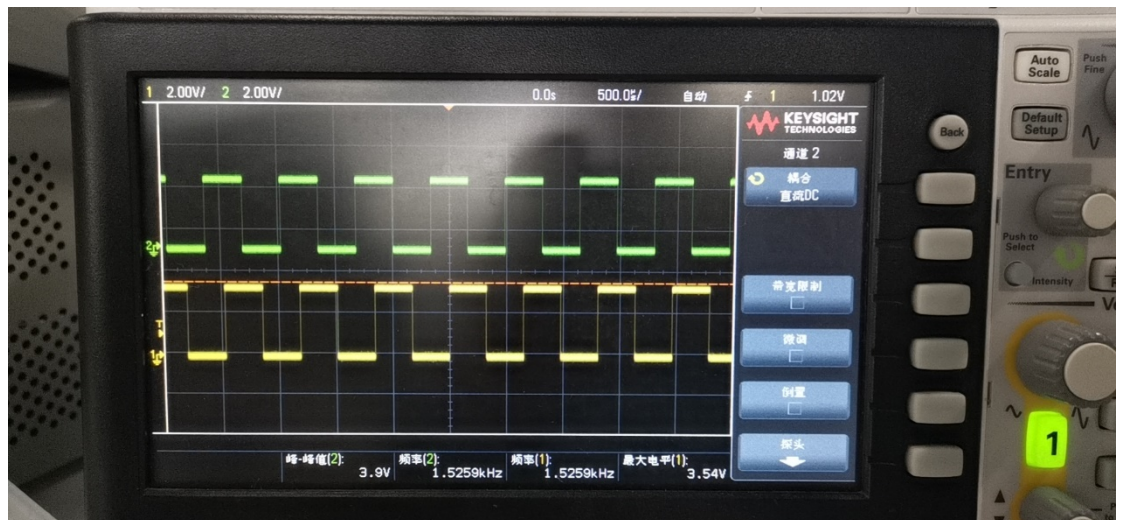 1 2.00V/ 2 2.00V/ 0.0s 500.0㎲/ 自动 1 1.02V
KEYSIGHT
TECHNOLOGIES
通道 2
耦合
直流DC
带宽限制
微调
倒置
探头
2
T
1
峰-峰值(2): 频率(2): 频率(1): 最大电平(1):
3.9V 1.5259kHz 1.5259kHz 3.54V
Back
Auto
Scale
Push
Fine
Default
Setup
Entry
Push to
Select
Intensity
1